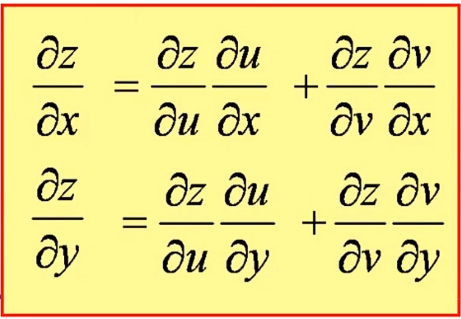 ∂z/∂x = ∂z/∂u ∂u/∂x + ∂z/∂v ∂v/∂x
∂z/∂y = ∂z/∂u ∂u/∂y + ∂z/∂v ∂v/∂y